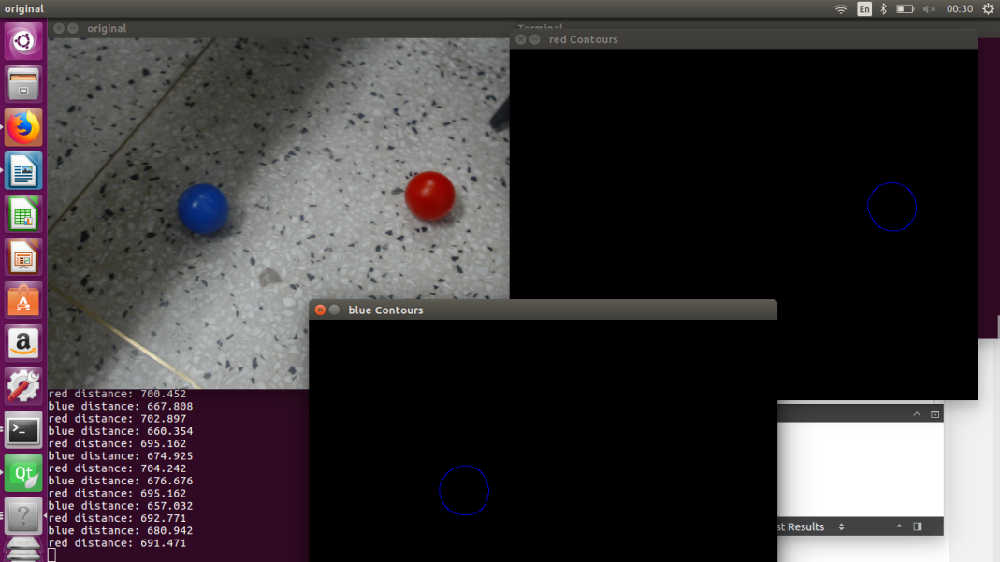 original
En
00:30
original
Terminal
red Contours
blue Contours
red distance: 700.452
blue distance: 667.808
red distance: 702.897
blue distance: 660.354
red distance: 695.162
blue distance: 674.925
red distance: 704.242
blue distance: 676.676
red distance: 695.162
blue distance: 657.032
red distance: 692.771
blue distance: 680.942
red distance: 691.471
st Results
a
Qt
?